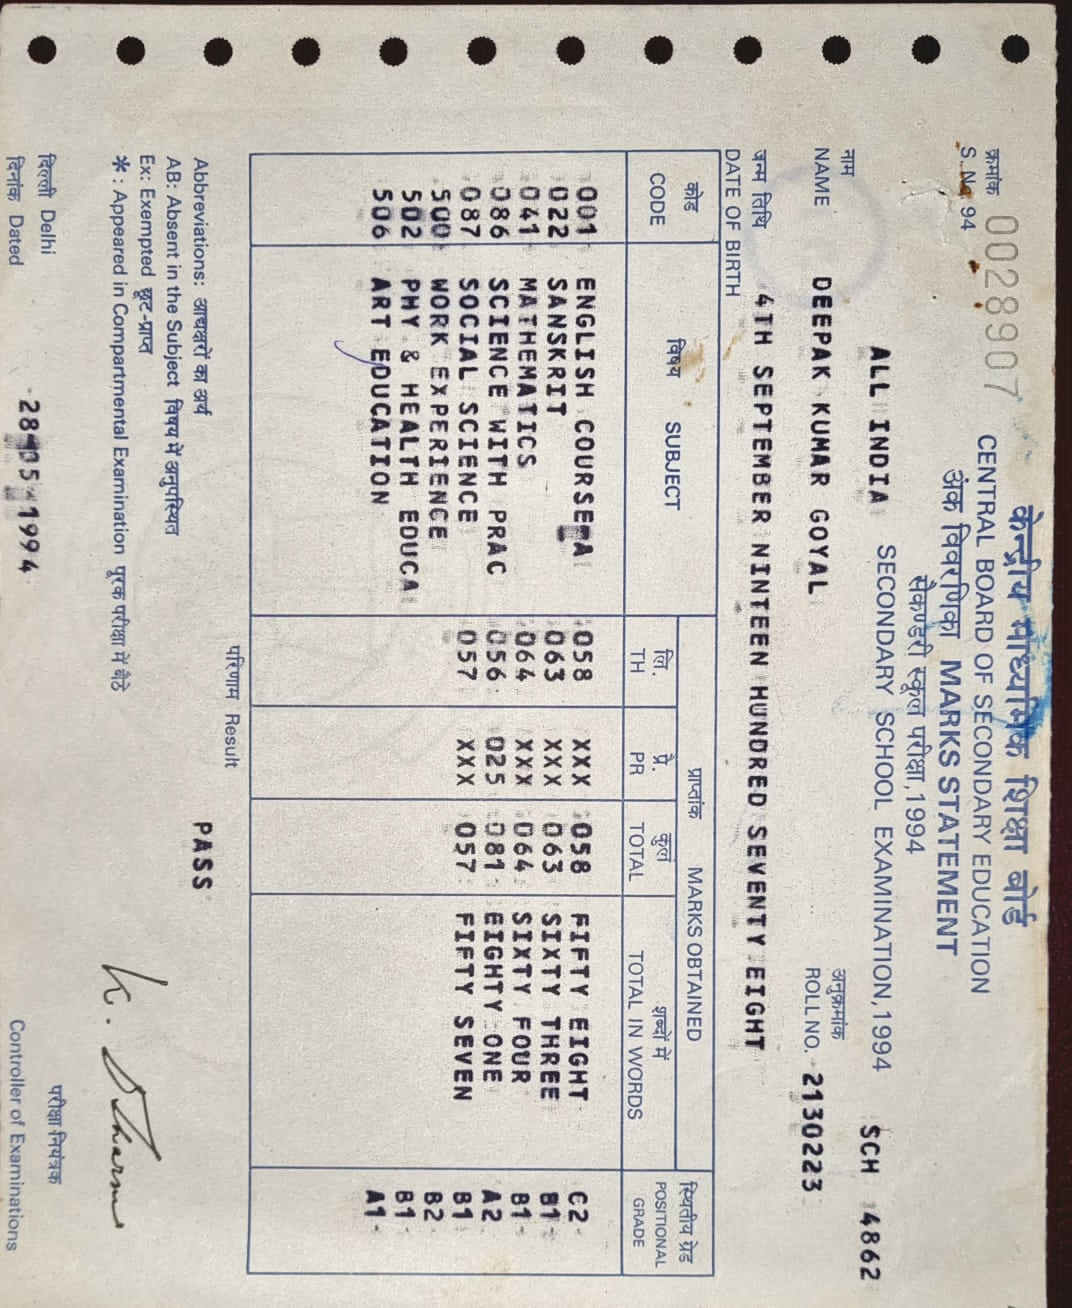 क्रमांक
S. No 94 0028907
केन्द्रीय माध्यमिक शिक्षा बोर्ड
CENTRAL BOARD OF SECONDARY EDUCATION
अंक विवरणिका MARKS STATEMENT
सैकण्डरी स्कूल परीक्षा, 1994
ALL INDIA SECONDARY SCHOOL EXAMINATION, 1994 SCH 4862
नाम
NAME DEEPAK KUMAR GOYAL
अनुक्रमांक
ROLL NO. 2130223
जन्म तिथि
DATE OF BIRTH 4TH SEPTEMBER NINTEEN HUNDRED SEVENTY EIGHT
कोड विषय प्राप्तांक MARKS OBTAINED स्थितीय ग्रेड
CODE SUBJECT लि. TH प्रै. PR कुल TOTAL शब्दों में TOTAL IN WORDS POSITIONAL GRADE
001 ENGLISH COURSE A 058 XXX 058 FIFTY EIGHT C2
022 SANSKRIT 063 XXX 063 SIXTY THREE B1
041 MATHEMATICS 064 XXX 064 SIXTY FOUR B1
086 SCIENCE WITH PRAC 056 025 081 EIGHTY ONE A2
087 SOCIAL SCIENCE 057 XXX 057 FIFTY SEVEN B1
500 WORK EXPERIENCE B2
502 PHY & HEALTH EDUCA B1
506 ART EDUCATION A1
परिणाम Result PASS
Abbreviations: आद्यक्षरों का अर्थ
AB: Absent in the Subject विषय में अनुपस्थित
Ex: Exempted छूट-प्राप्त
*: Appeared in Compartmental Examination पूरक परीक्षा में बैठे
K. Sharma
दिल्ली Delhi
दिनांक Dated 28-05-1994
परीक्षा नियंत्रक
Controller of Examinations